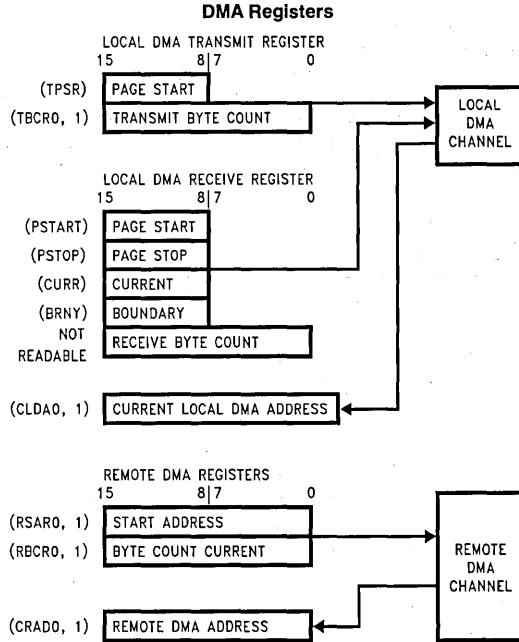 DMA Registers
LOCAL DMA TRANSMIT REGISTER
15 8|7 0
(TPSR) PAGE START
(TBCR0, 1) TRANSMIT BYTE COUNT
LOCAL
DMA
CHANNEL
LOCAL DMA RECEIVE REGISTER
15 8|7 0
(PSTART) PAGE START
(PSTOP) PAGE STOP
(CURR) CURRENT
(BRNY) BOUNDARY
NOT
READABLE
RECEIVE BYTE COUNT
(CLDA0, 1) CURRENT LOCAL DMA ADDRESS
REMOTE DMA REGISTERS
15 8|7 0
(RSAR0, 1) START ADDRESS
(RBCR0, 1) BYTE COUNT CURRENT
REMOTE
DMA
CHANNEL
(CRAD0, 1) REMOTE DMA ADDRESS